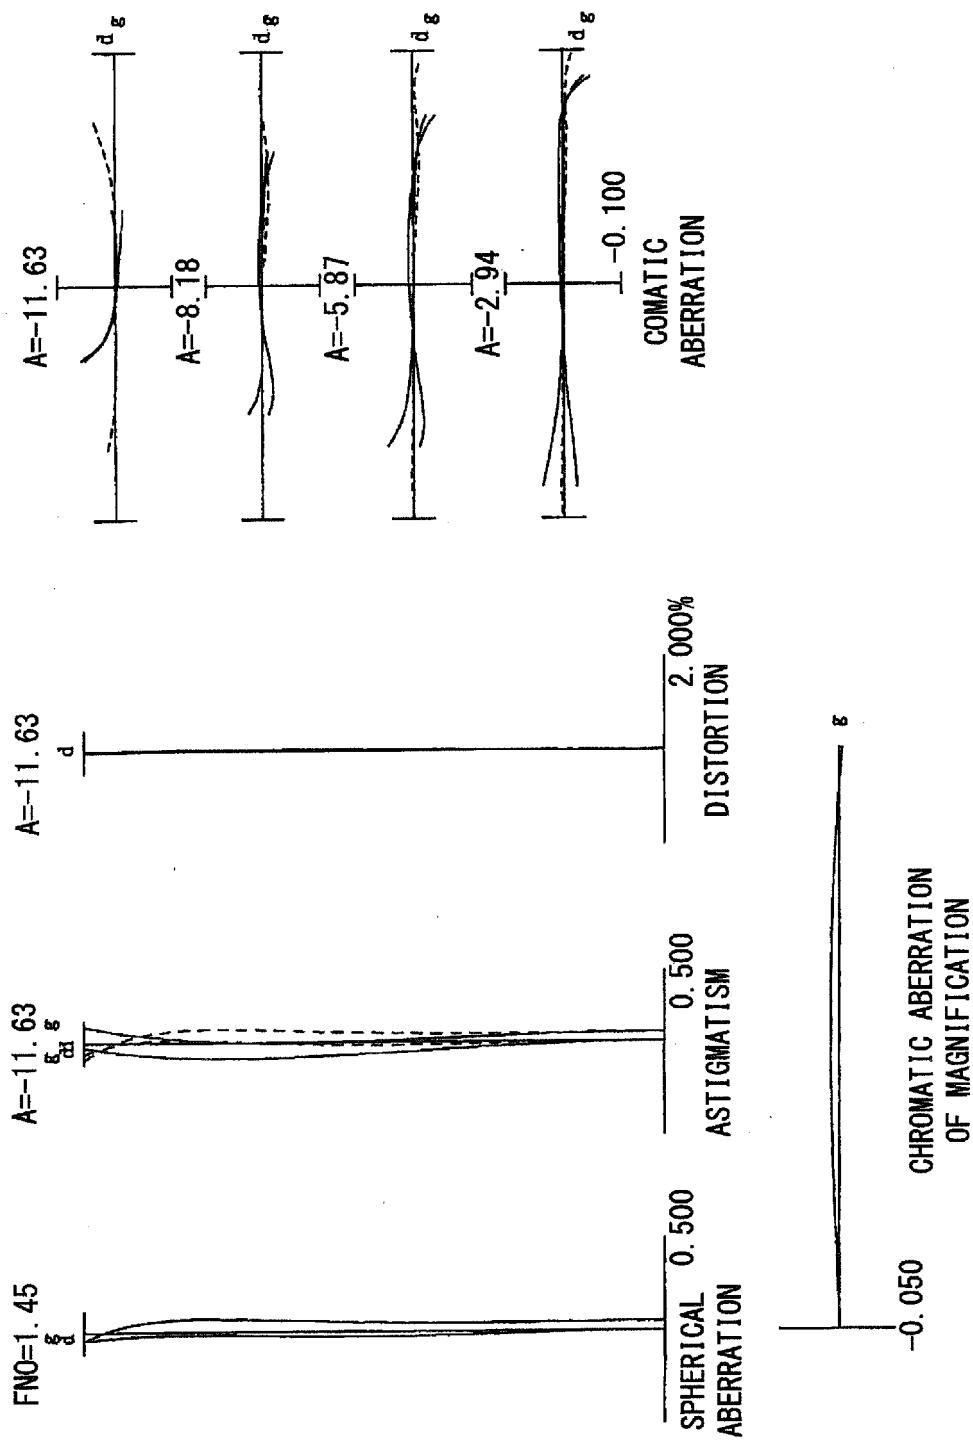 FNO=1.45
g
d
0.500
SPHERICAL
ABERRATION
A=-11.63
g
d
d
g
0.500
ASTIGMATISM
A=-11.63
d
2.000%
DISTORTION
A=-11.63
d g
A=-8.18
d g
A=-5.87
d g
A=-2.94
d g
-0.100
COMATIC
ABERRATION
g
-0.050
CHROMATIC ABERRATION
OF MAGNIFICATION